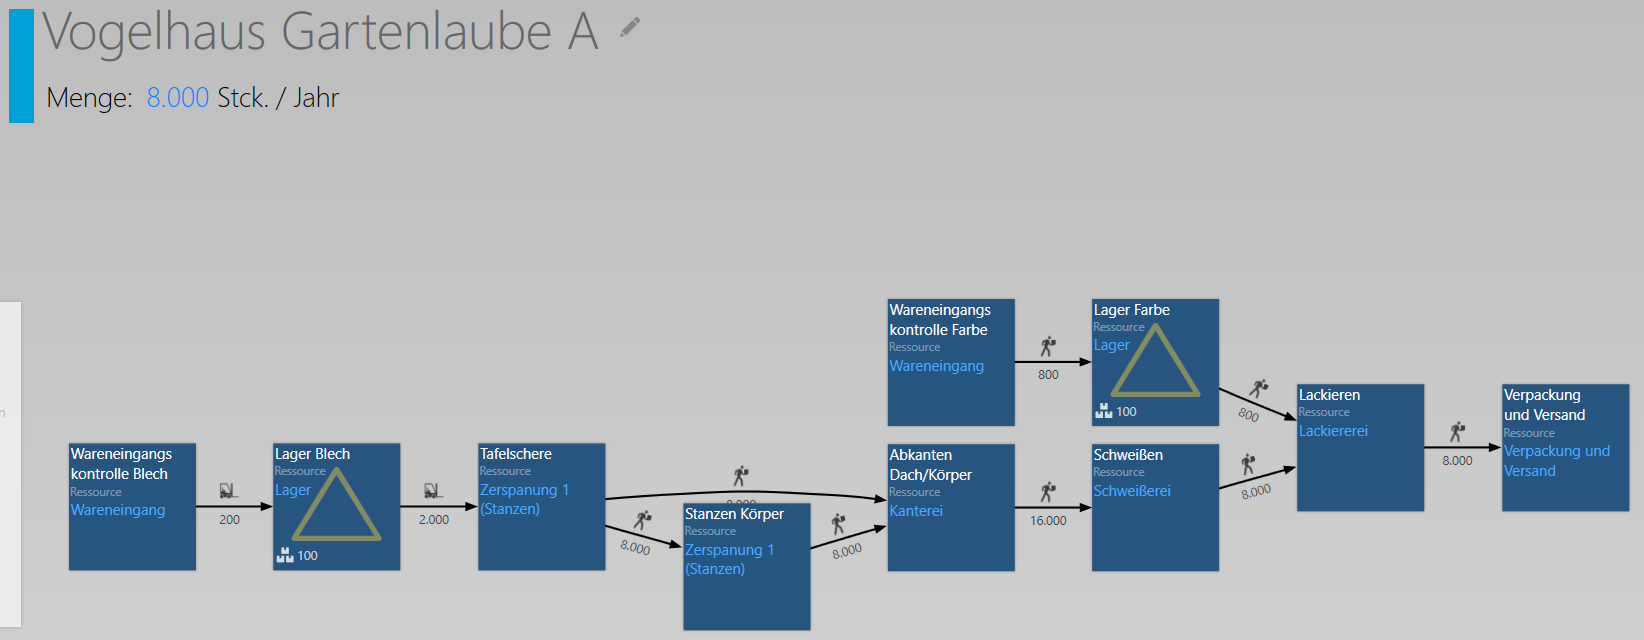 Vogelhaus Gartenlaube A
Menge: 8.000 Stck. / Jahr
n
Wareneingangs
kontrolle Blech
Ressource
Wareneingang
200
Lager Blech
Ressource
Lager
100
2.000
Tafelschere
Ressource
Zerspanung 1
(Stanzen)
8.000
8.000
Stanzen Körper
Ressource
Zerspanung 1
(Stanzen)
8.000
Wareneingangs
kontrolle Farbe
Ressource
Wareneingang
800
Lager Farbe
Ressource
Lager
100
800
Abkanten
Dach/Körper
Ressource
Kanterei
16.000
Schweißen
Ressource
Schweißerei
8.000
Lackieren
Ressource
Lackiererei
8.000
Verpackung
und Versand
Ressource
Verpackung und
Versand